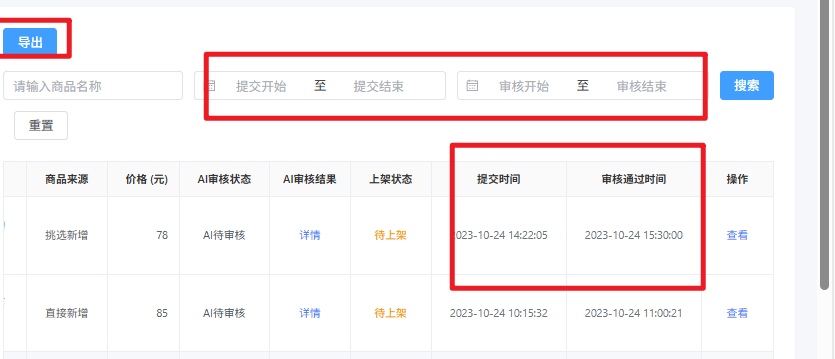 导出
请输入商品名称 提交开始 至 提交结束 审核开始 至 审核结束 搜索
重置
商品来源 价格 (元) AI审核状态 AI审核结果 上架状态 提交时间 审核通过时间 操作
挑选新增 78 AI待审核 详情 待上架 2023-10-24 14:22:05 2023-10-24 15:30:00 查看
直接新增 85 AI待审核 详情 待上架 2023-10-24 10:15:32 2023-10-24 11:00:21 查看